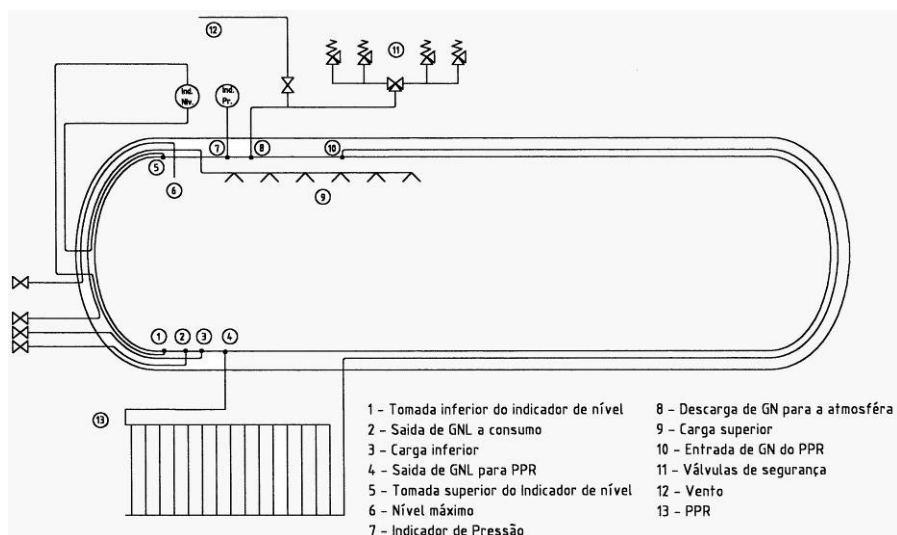 12
11
Ind.
Niv.
Ind.
Pr.
7
8
10
5
6
9
1
2
3
4
13
1 - Tomada inferior do indicador de nível
2 - Saida de GNL a consumo
3 - Carga inferior
4 - Saida de GNL para PPR
5 - Tomada superior do Indicador de nível
6 - Nível máximo
7 - Indicador de Pressão
8 - Descarga de GN para a atmosféra
9 - Carga superior
10 - Entrada de GN do PPR
11 - Válvulas de segurança
12 - Vento
13 - PPR